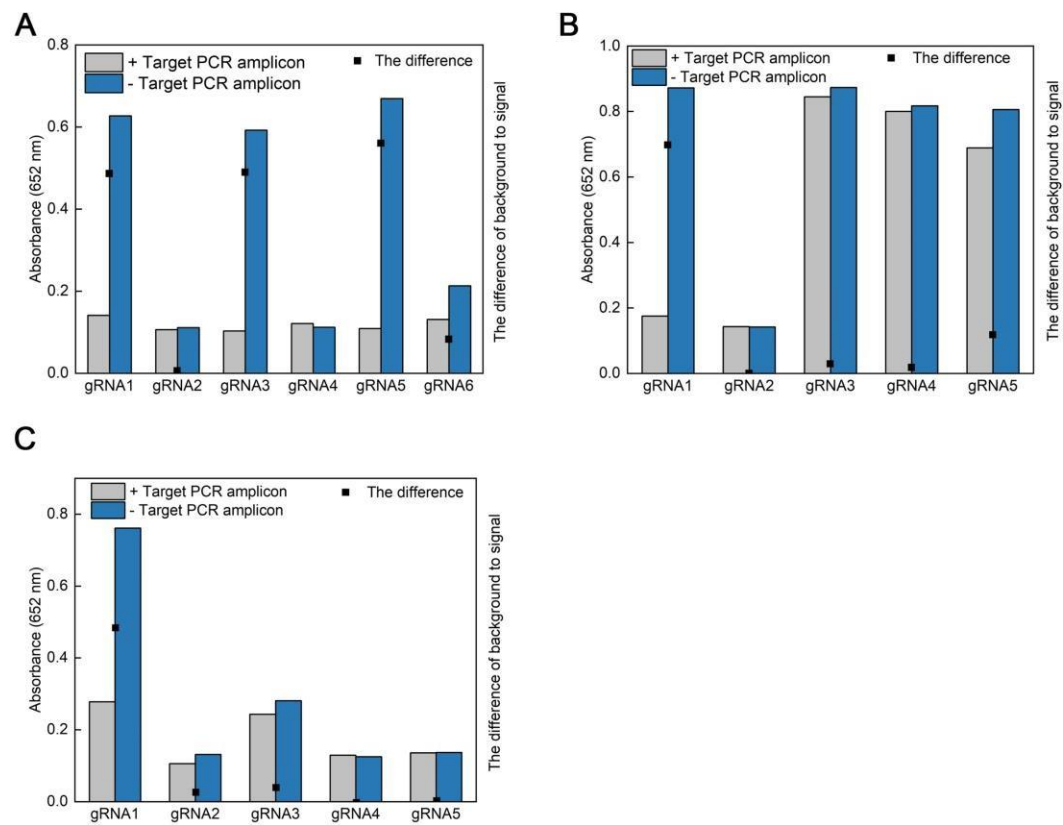 A
+ Target PCR amplicon
- Target PCR amplicon
The difference
Absorbance (652 nm)
0.8
0.6
0.4
0.2
0.0
gRNA1 gRNA2 gRNA3 gRNA4 gRNA5 gRNA6
The difference of background to signal
B
+ Target PCR amplicon
- Target PCR amplicon
The difference
Absorbance (652 nm)
1.0
0.8
0.6
0.4
0.2
0.0
gRNA1 gRNA2 gRNA3 gRNA4 gRNA5
The difference of background to signal
C
+ Target PCR amplicon
- Target PCR amplicon
The difference
Absorbance (652 nm)
0.8
0.6
0.4
0.2
0.0
gRNA1 gRNA2 gRNA3 gRNA4 gRNA5
The difference of background to signal